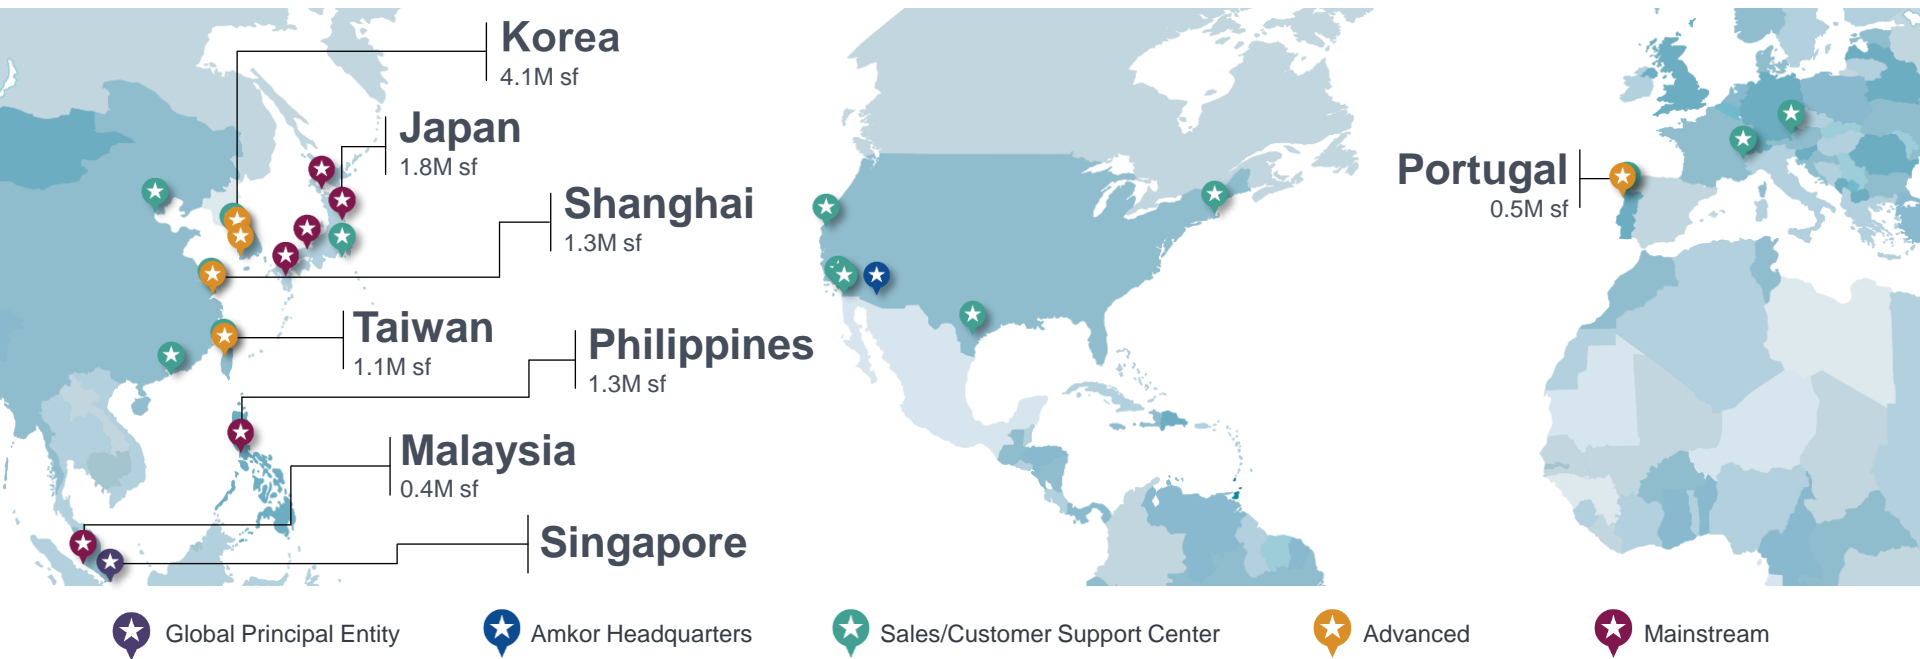 Korea
4.1M sf
Japan
1.8M sf
Shanghai
1.3M sf
Taiwan
1.1M sf
Philippines
1.3M sf
Malaysia
0.4M sf
Singapore
Portugal
0.5M sf
Global Principal Entity
Amkor Headquarters
Sales/Customer Support Center
Advanced
Mainstream